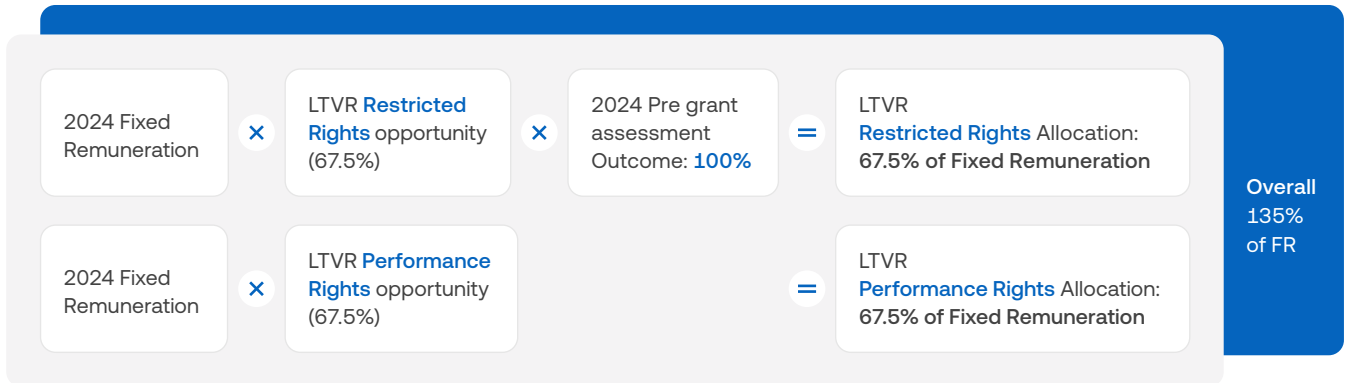 2024 Fixed
Remuneration
×
LTVR Restricted
Rights opportunity
(67.5%)
×
2024 Pre grant
assessment
Outcome: 100%
=
LTVR
Restricted Rights Allocation:
67.5% of Fixed Remuneration
2024 Fixed
Remuneration
×
LTVR Performance
Rights opportunity
(67.5%)
=
LTVR
Performance Rights Allocation:
67.5% of Fixed Remuneration
Overall
135%
of FR